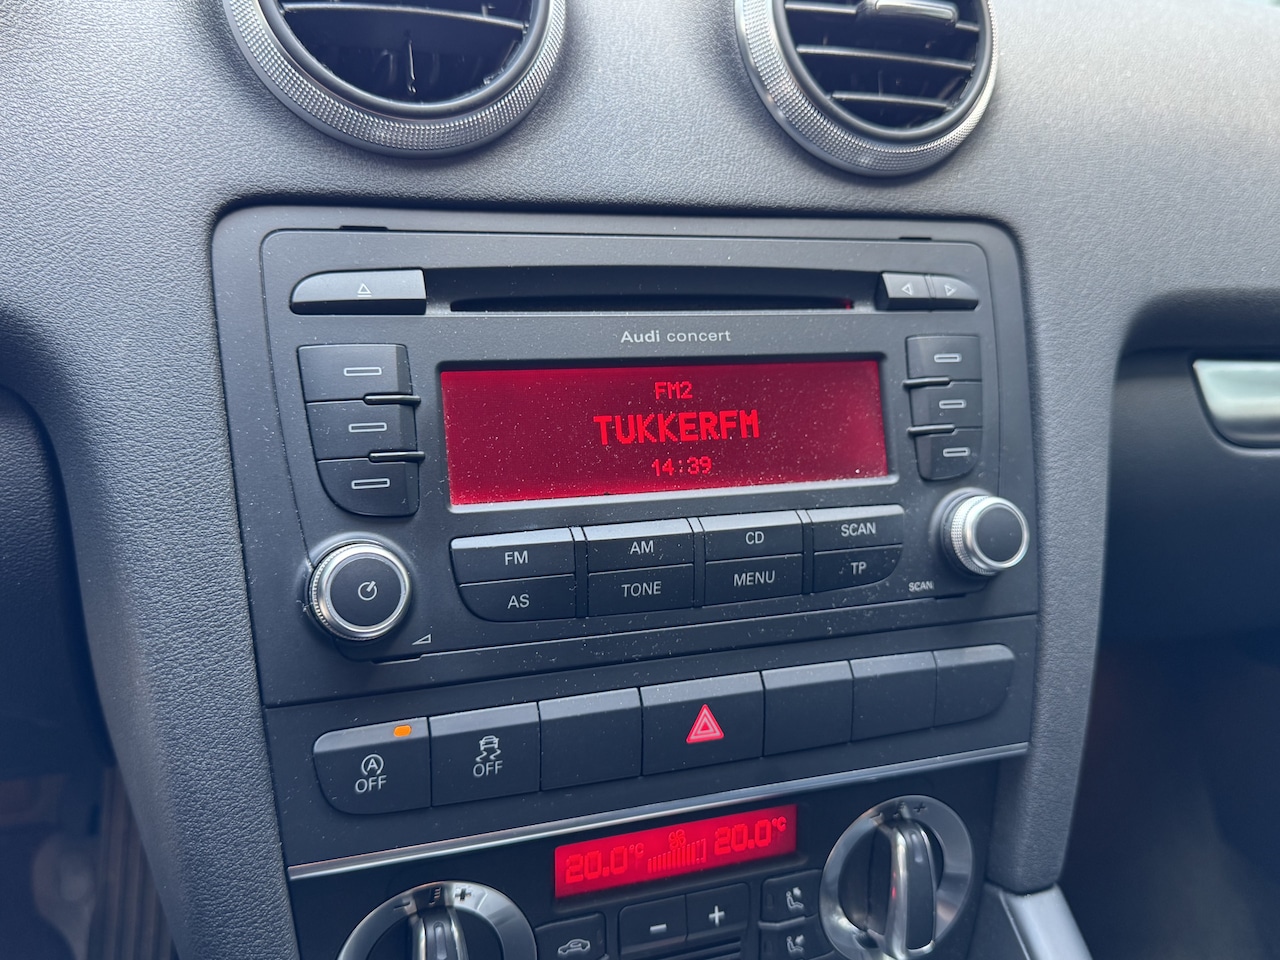 Audi concert
FM2
TUKKERFM
14:39
FM
AM
CD
SCAN
AS
TONE
MENU
TP
SCAN
A
OFF
OFF
20.0°C
20.0°C